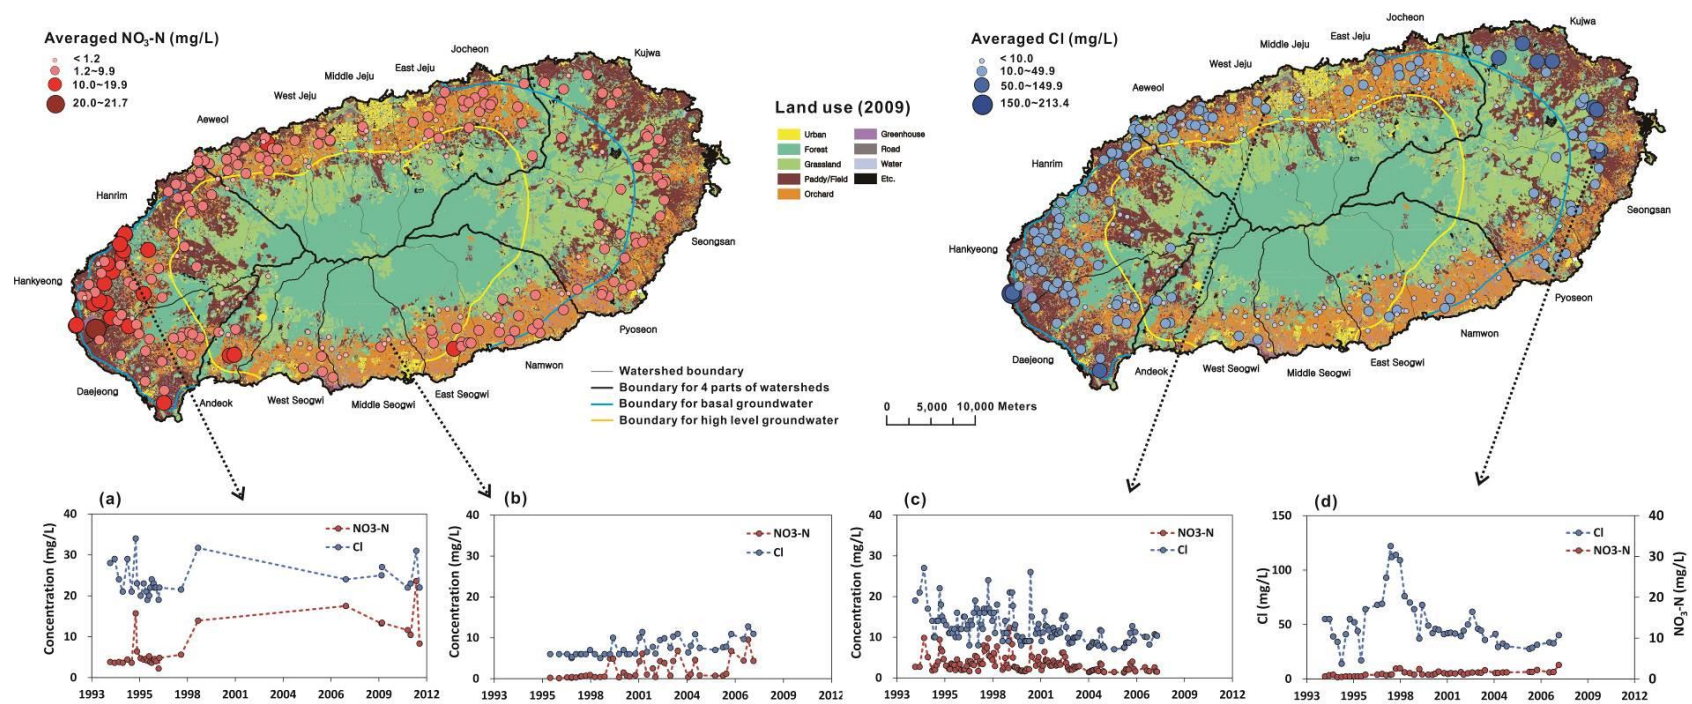 Averaged NO3-N (mg/L)
< 1.2
1.2~9.9
10.0~19.9
20.0~21.7
Jocheon
Kujwa
East Jeju
Middle Jeju
West Jeju
Aeweol
Hanrim
Hankyeong
Daejeong
Andeok
West Seogwi
Middle Seogwi
East Seogwi
Namwon
Pyoseon
Seongsan
Land use (2009)
Urban
Forest
Grassland
Paddy/Field
Orchard
Greenhouse
Road
Water
Etc.
Watershed boundary
Boundary for 4 parts of watersheds
Boundary for basal groundwater
Boundary for high level groundwater
0 5,000 10,000 Meters
Averaged Cl (mg/L)
< 10.0
10.0~49.9
50.0~149.9
150.0~213.4
Jocheon
Kujwa
East Jeju
Middle Jeju
West Jeju
Aeweol
Hanrim
Hankyeong
Daejeong
Andeok
West Seogwi
Middle Seogwi
East Seogwi
Namwon
Pyoseon
Seongsan
(a)
Concentration (mg/L)
40
30
20
10
0
1993 1995 1998 2001 2004 2006 2009 2012
NO3-N
Cl
(b)
Concentration (mg/L)
40
30
20
10
0
1993 1995 1998 2001 2004 2006 2009 2012
NO3-N
Cl
(c)
Concentration (mg/L)
40
30
20
10
0
1993 1995 1998 2001 2004 2006 2009 2012
NO3-N
Cl
(d)
Cl (mg/L)
150
100
50
0
1993 1995 1998 2001 2004 2006 2009 2012
Cl
NO3-N
40
30
20
10
0
NO3-N (mg/L)